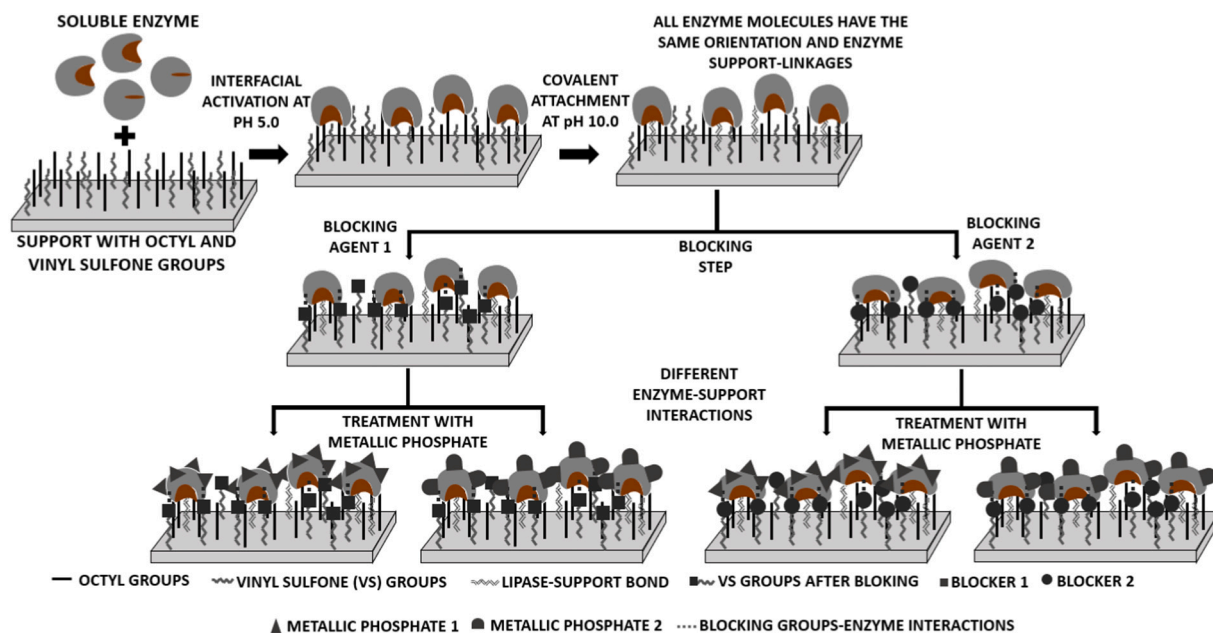 SOLUBLE ENZYME
INTERFACIAL
ACTIVATION AT
PH 5.0
COVALENT
ATTACHMENT
AT pH 10.0
ALL ENZYME MOLECULES HAVE THE
SAME ORIENTATION AND ENZYME
SUPPORT-LINKAGES
SUPPORT WITH OCTYL AND
VINYL SULFONE GROUPS
BLOCKING
AGENT 1
BLOCKING
STEP
BLOCKING
AGENT 2
DIFFERENT
ENZYME-SUPPORT
INTERACTIONS
TREATMENT WITH
METALLIC PHOSPHATE
TREATMENT WITH
METALLIC PHOSPHATE
OCTYL GROUPS
VINYL SULFONE (VS) GROUPS
LIPASE-SUPPORT BOND
VS GROUPS AFTER BLOKING
BLOCKER 1
BLOCKER 2
METALLIC PHOSPHATE 1
METALLIC PHOSPHATE 2
BLOCKING GROUPS-ENZYME INTERACTIONS